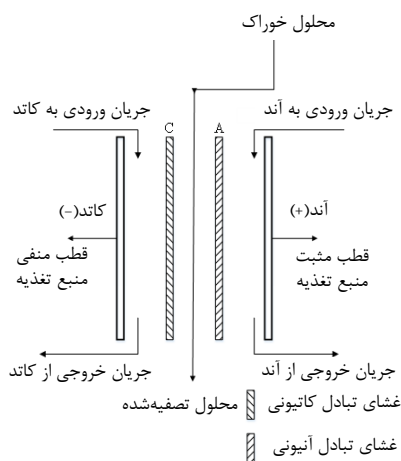 محلول خوراک
جریان ورودی به کاتد
جریان ورودی به آند
C
A
کاتد(-)
آند(+)
قطب منفی
منبع تغذیه
قطب مثبت
منبع تغذیه
جریان خروجی از کاتد
جریان خروجی از آند
محلول تصفیه‌شده
غشای تبادل کاتیونی
غشای تبادل آنیونی